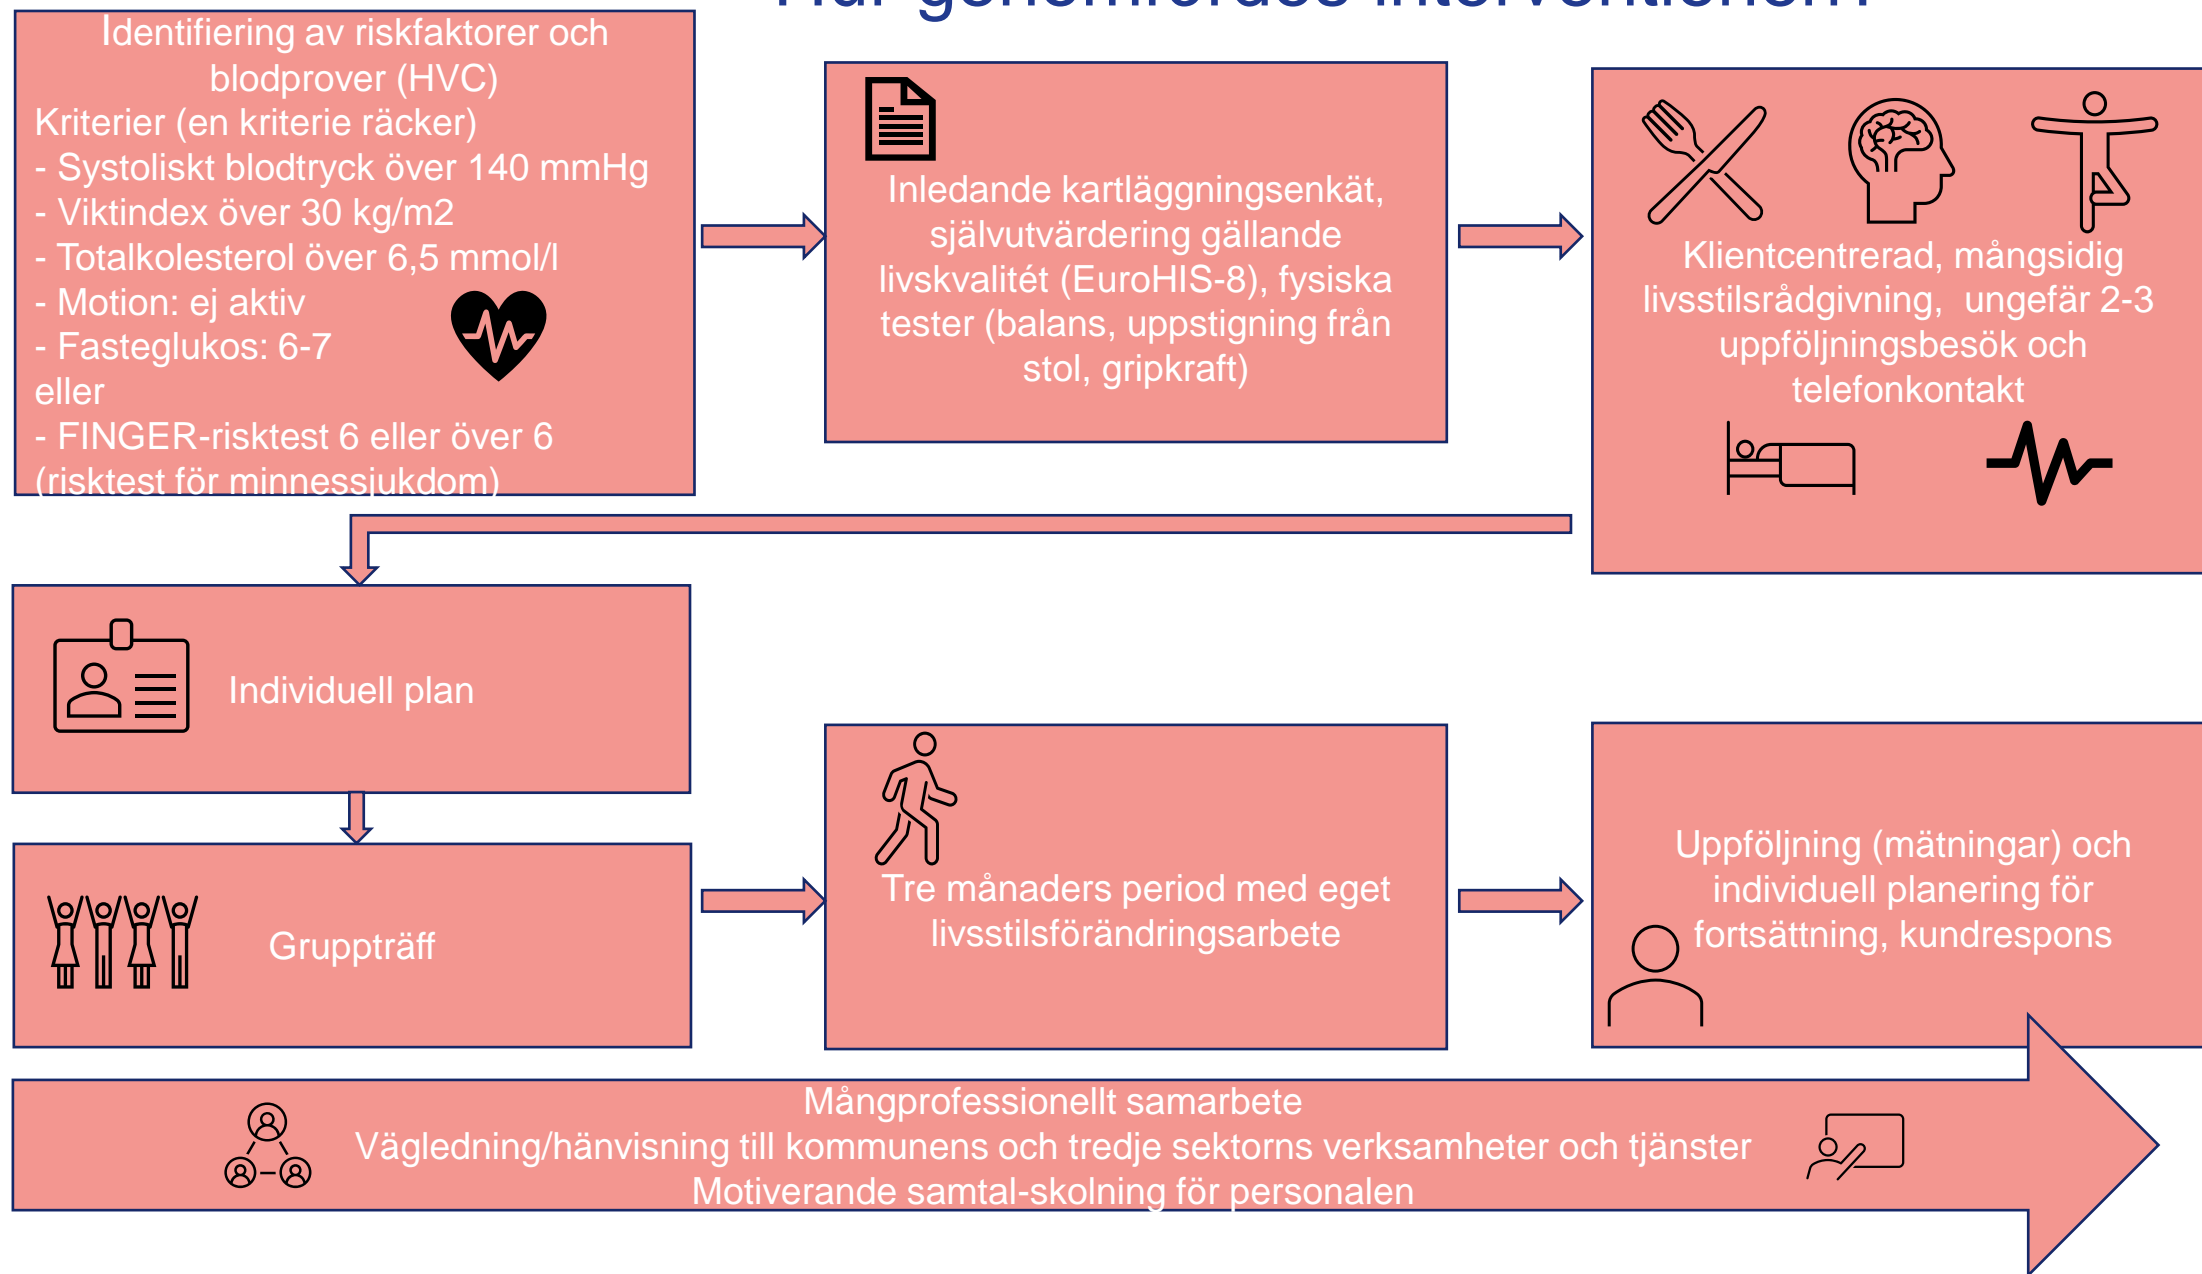 Hur genomfördes interventionen?
Identifiering av riskfaktorer och
blodprover (HVC)
Kriterier (en kriterie räcker)
- Systoliskt blodtryck över 140 mmHg
- Viktindex över 30 kg/m2
- Totalkolesterol över 6,5 mmol/l
- Motion: ej aktiv
- Fasteglukos: 6-7
eller
- FINGER-risktest 6 eller över 6
(risktest för minnessjukdom)
Inledande kartläggningsenkät,
självutvärdering gällande
livskvalitét (EuroHIS-8), fysiska
tester (balans, uppstigning från
stol, gripkraft)
Klientcentrerad, mångsidig
livsstilsrådgivning, ungefär 2-3
uppföljningsbesök och
telefonkontakt
Individuell plan
Gruppträff
Tre månaders period med eget
livsstilsförändringsarbete
Uppföljning (mätningar) och
individuell planering för
fortsättning, kundrespons
Mångprofessionellt samarbete
Vägledning/hänvisning till kommunens och tredje sektorns verksamheter och tjänster
Motiverande samtal-skolning för personalen